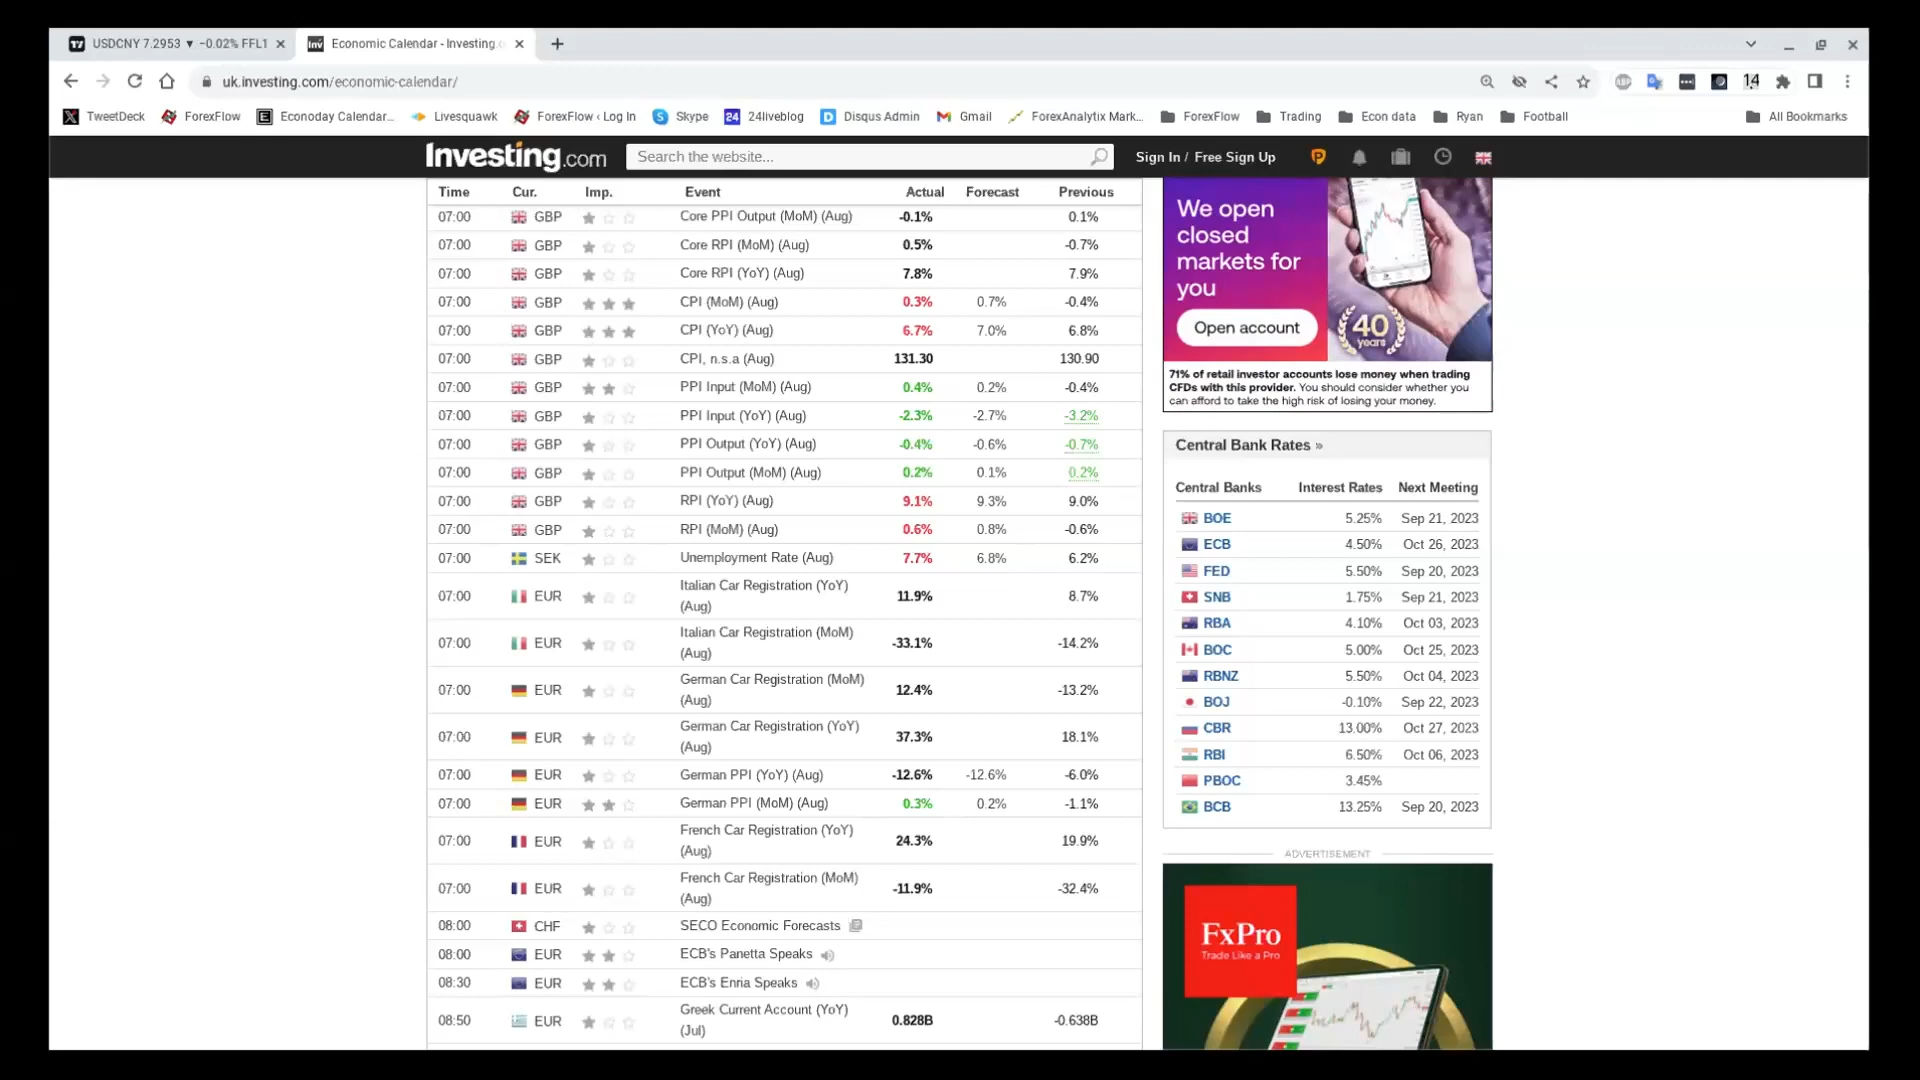 USDCNY 7.2953 ▼ −0.02% FFL1
Economic Calendar - Investing.c
uk.investing.com/economic-calendar/
14
TweetDeck ForexFlow Econoday Calendar... Livesquawk ForexFlow ‹ Log In Skype 24liveblog Disqus Admin Gmail ForexAnalytix Mark... ForexFlow Trading Econ data Ryan Football All Bookmarks
Investing.com Search the website... Sign In / Free Sign Up
Time Cur. Imp. Event Actual Forecast Previous
07:00 GBP Core PPI Output (MoM) (Aug) -0.1% 0.1%
07:00 GBP Core RPI (MoM) (Aug) 0.5% -0.7%
07:00 GBP Core RPI (YoY) (Aug) 7.8% 7.9%
07:00 GBP CPI (MoM) (Aug) 0.3% 0.7% -0.4%
07:00 GBP CPI (YoY) (Aug) 6.7% 7.0% 6.8%
07:00 GBP CPI, n.s.a (Aug) 131.30 130.90
07:00 GBP PPI Input (MoM) (Aug) 0.4% 0.2% -0.4%
07:00 GBP PPI Input (YoY) (Aug) -2.3% -2.7% -3.2%
07:00 GBP PPI Output (YoY) (Aug) -0.4% -0.6% -0.7%
07:00 GBP PPI Output (MoM) (Aug) 0.2% 0.1% 0.2%
07:00 GBP RPI (YoY) (Aug) 9.1% 9.3% 9.0%
07:00 GBP RPI (MoM) (Aug) 0.6% 0.8% -0.6%
07:00 SEK Unemployment Rate (Aug) 7.7% 6.8% 6.2%
07:00 EUR Italian Car Registration (YoY) (Aug) 11.9% 8.7%
07:00 EUR Italian Car Registration (MoM) (Aug) -33.1% -14.2%
07:00 EUR German Car Registration (MoM) (Aug) 12.4% -13.2%
07:00 EUR German Car Registration (YoY) (Aug) 37.3% 18.1%
07:00 EUR German PPI (YoY) (Aug) -12.6% -12.6% -6.0%
07:00 EUR German PPI (MoM) (Aug) 0.3% 0.2% -1.1%
07:00 EUR French Car Registration (YoY) (Aug) 24.3% 19.9%
07:00 EUR French Car Registration (MoM) (Aug) -11.9% -32.4%
08:00 CHF SECO Economic Forecasts
08:00 EUR ECB's Panetta Speaks
08:30 EUR ECB's Enria Speaks
08:50 EUR Greek Current Account (YoY) (Jul) 0.828B -0.638B
We open
closed
markets for
you
Open account
40
years
71% of retail investor accounts lose money when trading
CFDs with this provider. You should consider whether you
can afford to take the high risk of losing your money.
Central Bank Rates »
Central Banks Interest Rates Next Meeting
BOE 5.25% Sep 21, 2023
ECB 4.50% Oct 26, 2023
FED 5.50% Sep 20, 2023
SNB 1.75% Sep 21, 2023
RBA 4.10% Oct 03, 2023
BOC 5.00% Oct 25, 2023
RBNZ 5.50% Oct 04, 2023
BOJ -0.10% Sep 22, 2023
CBR 13.00% Oct 27, 2023
RBI 6.50% Oct 06, 2023
PBOC 3.45%
BCB 13.25% Sep 20, 2023
ADVERTISEMENT
FxPro
Trade Like a Pro